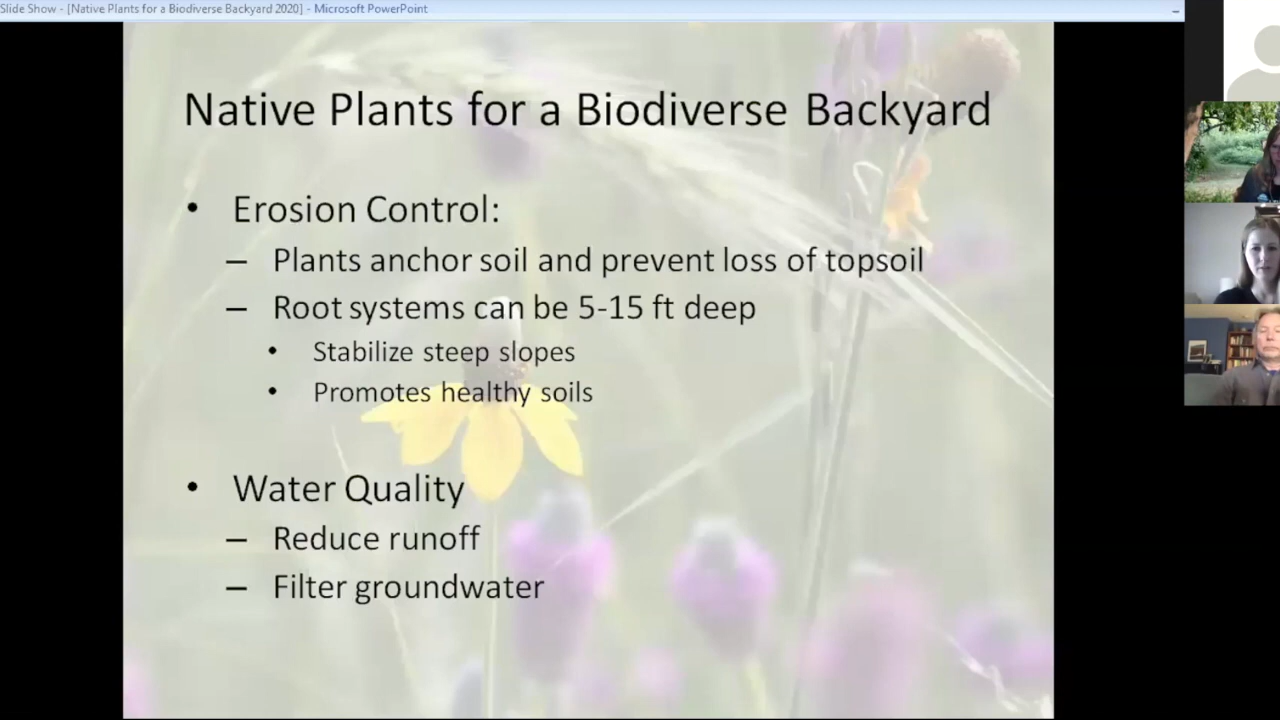 Slide Show - [Native Plants for a Biodiverse Backyard 2020] - Microsoft PowerPoint
Native Plants for a Biodiverse Backyard
• Erosion Control:
– Plants anchor soil and prevent loss of topsoil
– Root systems can be 5-15 ft deep
• Stabilize steep slopes
• Promotes healthy soils
• Water Quality
– Reduce runoff
– Filter groundwater